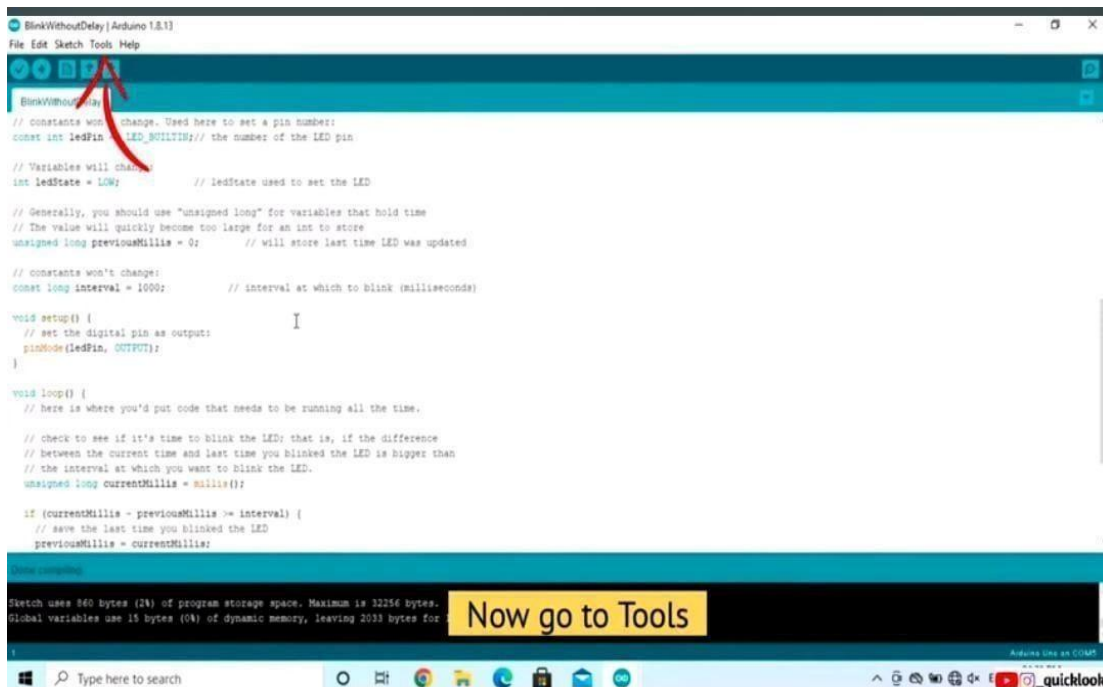 BlinkWithoutDelay | Arduino 1.8.13
File Edit Sketch Tools Help
// constants won't change. Used here to set a pin number:
const int ledPin = LED_BUILTIN;// the number of the LED pin
// Variables will change:
int ledState = LOW; // ledState used to set the LED
// Generally, you should use "unsigned long" for variables that hold time
// The value will quickly become too large for an int to store
unsigned long previousMillis = 0; // will store last time LED was updated
// constants won't change:
const long interval = 1000; // interval at which to blink (milliseconds)
void setup() {
// set the digital pin as output:
pinMode(ledPin, OUTPUT);
}
void loop() {
// here is where you'd put code that needs to be running all the time.
// check to see if it's time to blink the LED; that is, if the difference
// between the current time and last time you blinked the LED is bigger than
// the interval at which you want to blink the LED.
unsigned long currentMillis = millis();
if (currentMillis - previousMillis >= interval) {
// save the last time you blinked the LED
previousMillis = currentMillis;
Done compiling.
Sketch uses 860 bytes (2%) of program storage space. Maximum is 32256 bytes.
Global variables use 15 bytes (0%) of dynamic memory, leaving 2033 bytes for
Now go to Tools
1
Arduino Uno on COM5
Type here to search
_quicklook